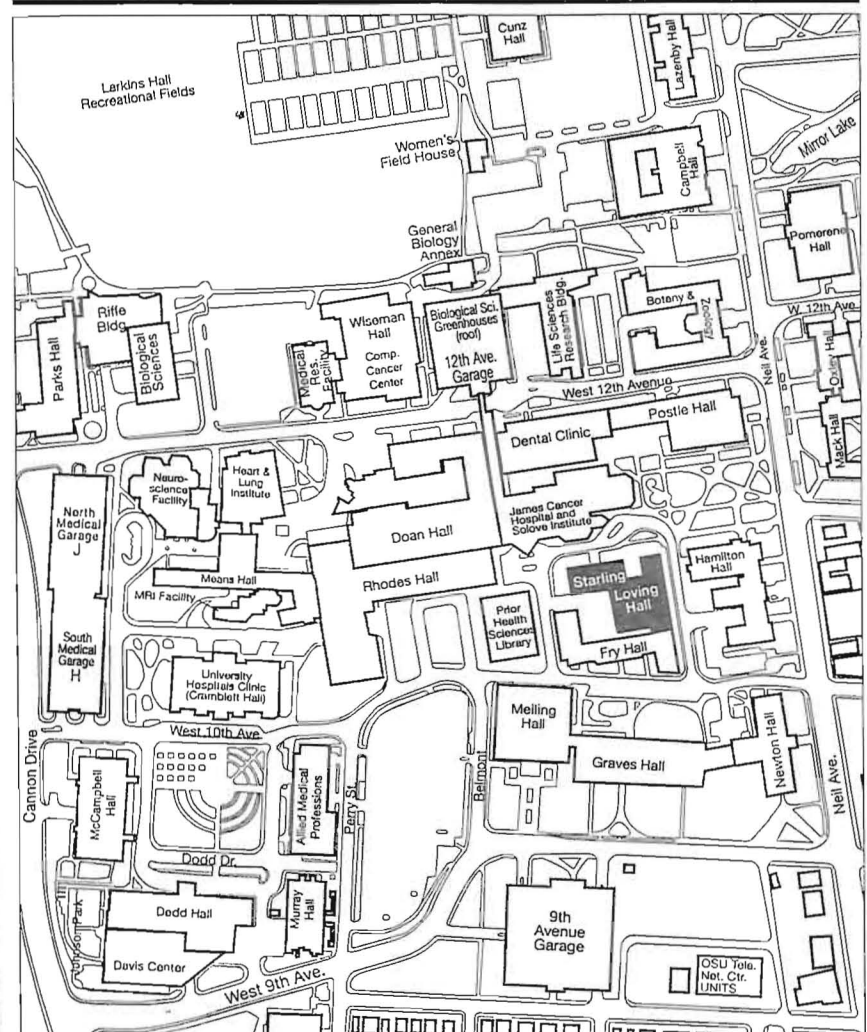 Cunz
Hall
Lazenby Hall
Larkins Hall
Recreational Fields
Mirror Lake
Women's
Field House
Campbell
Hall
Pomerene
Hall
General
Biology
Annex
Riffe
Bldg.
Parks Hall
Biological
Sciences
Wiseman
Hall
Comp.
Cancer
Center
Medical
Res.
Facility
Biological Sci.
Greenhouses
(roof)
12th Ave.
Garage
Life Sciences
Research Bldg.
Botany &
Zoology
W. 12th Ave.
Neil Ave.
Oxley Hall
Mack Hall
West 12th Avenue
Postle Hall
Dental Clinic
Neuro-
science
Facility
Heart &
Lung
Institute
North
Medical
Garage
J
James Cancer
Hospital and
Solove Institute
Doan Hall
Hamilton
Hall
Means Hall
Rhodes Hall
Starling
Loving
Hall
MRI Facility
Prior
Health
Sciences
Library
South
Medical
Garage
H
Fry Hall
University
Hospitals Clinic
(Cramblett Hall)
Meiling
Hall
West 10th Ave.
Cannon Drive
Belmont
Graves Hall
Newton Hall
Neil Ave.
McCampbell
Hall
Allied Medical
Professions
Perry St.
Dodd Dr.
Dodd Hall
Murray
Hall
Davis Center
9th
Avenue
Garage
West 9th Ave.
OSU Tele.
Net. Ctr.
UNITS